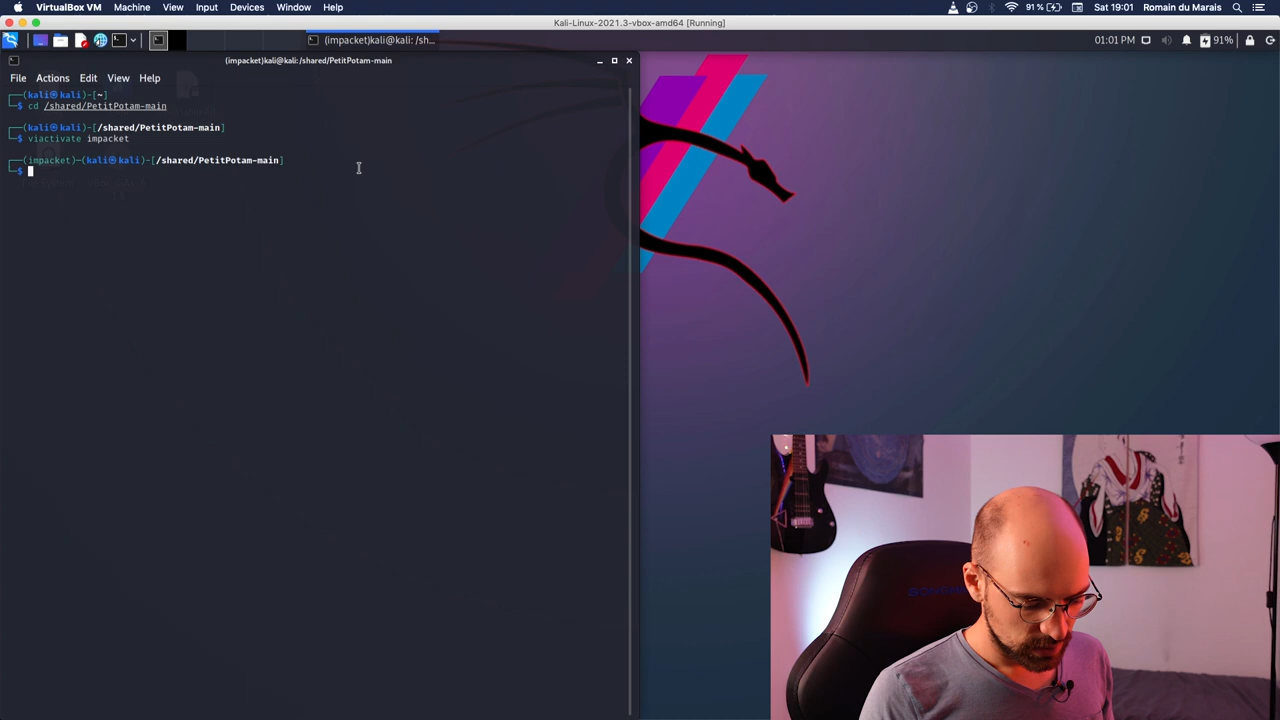 VirtualBox VM Machine View Input Devices Window Help 91% Sat 19:01 Romain du Marais
Kali-Linux-2021.3-vbox-amd64 [Running]
(impacket)kali@kali: /sh... 01:01 PM 91%
(impacket)kali@kali: /shared/PetitPotam-main
File Actions Edit View Help
(kali㉿kali)-[~]
$ cd /shared/PetitPotam-main
(kali㉿kali)-[/shared/PetitPotam-main]
$ viactivate impacket
(impacket)-(kali㉿kali)-[/shared/PetitPotam-main]
$